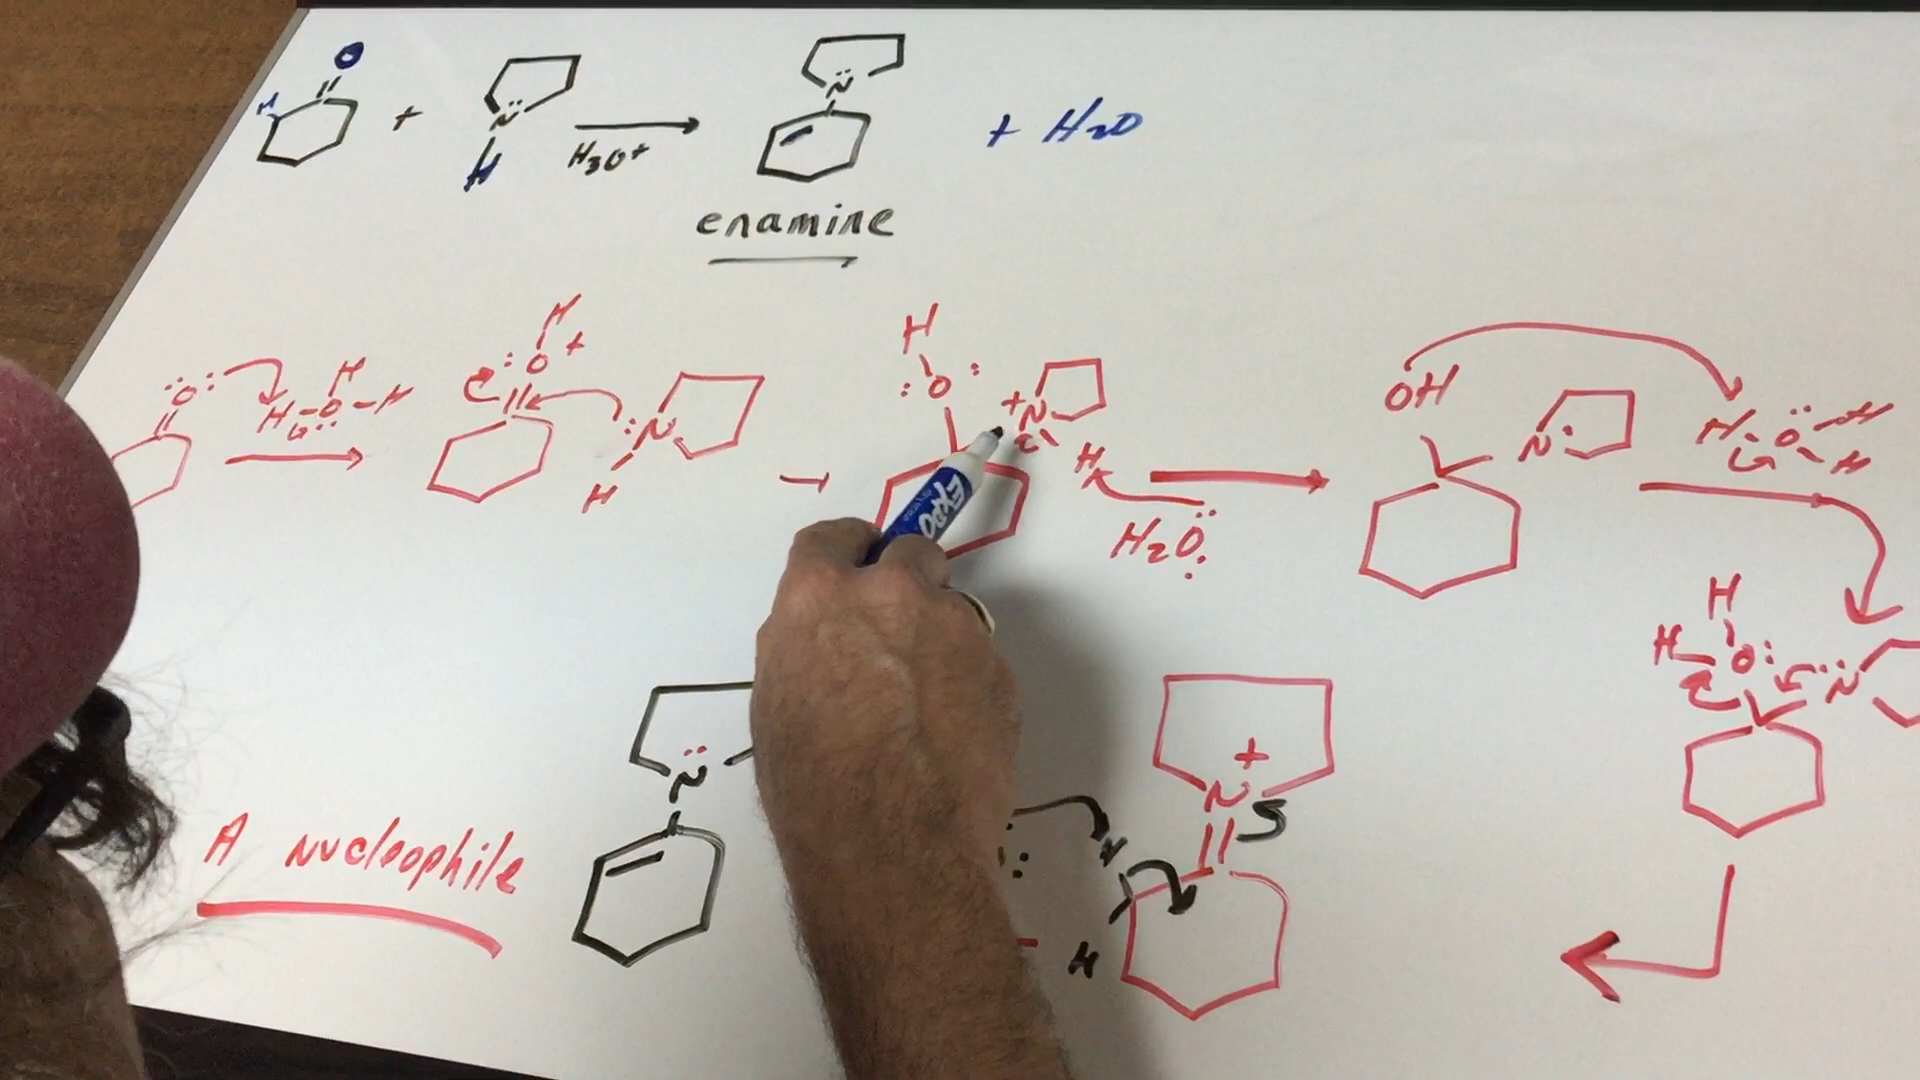 O
H
+
N
H
H3O+
N
+ H2O
enamine
O
H-O-H
H
H
O +
N
H
H
O
+N
H
H2O
EXPO
OH
N
H-O-H
H
H
H-O
N
N
A nucleophile
+
N
H
H